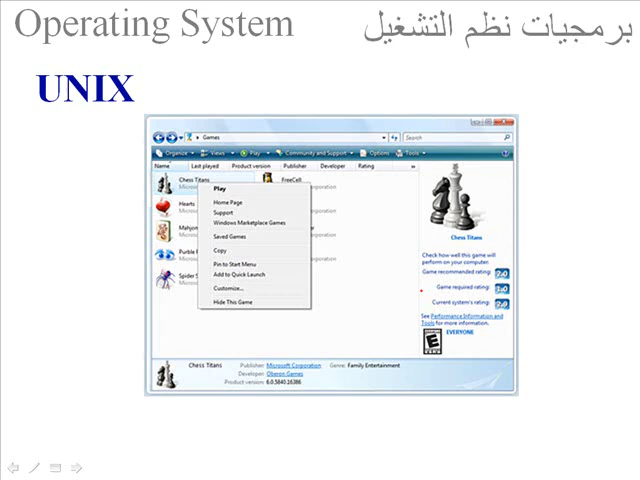 Operating System
برمجيات نظم التشغيل
UNIX
Games
Search
Organize Views Play Community and Support Options Tools
Name Last played Product version Publisher Developer Rating
Chess Titans
FreeCell
Hearts
Spider S
Play
Home Page
Support
Windows Marketplace Games
Saved Games
Copy
Pin to Start Menu
Add to Quick Launch
Customize...
Hide This Game
Chess Titans
Check how well this game will
perform on your computer.
Game recommended rating:
Game required rating:
Current system's rating:
See Performance Information and
Tools for more information.
EVERYONE
Chess Titans
Publisher: Microsoft Corporation
Genre: Family Entertainment
Developer: Oberon Games
Product version: 6.0.5840.16386